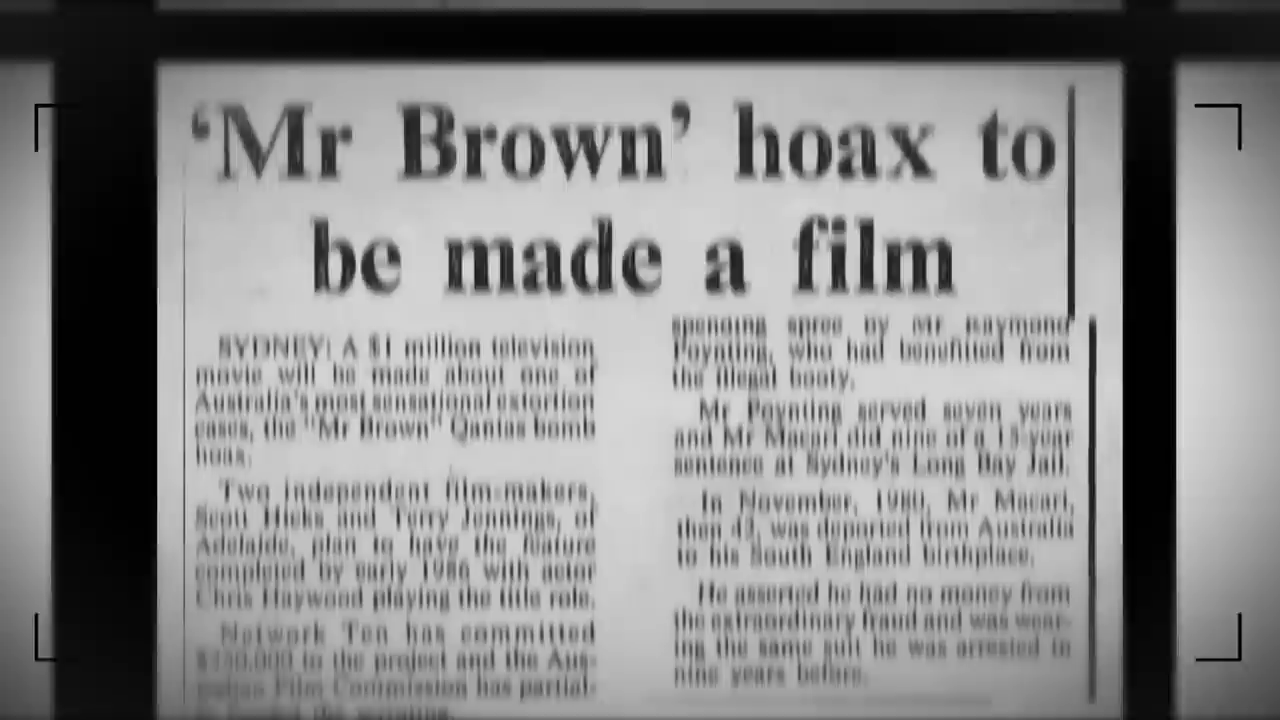 ‘Mr Brown’ hoax to
be made a film
SYDNEY: A $1 million television
movie will be made about one of
Australia's most sensational extortion
cases, the "Mr Brown" Qantas bomb
hoax.
Two independent film-makers,
Scott Hicks and Terry Jennings, of
Adelaide, plan to have the feature
completed by early 1986 with actor
Chris Haywood playing the title role.
Network Ten has committed
to the project and the Aus-
Film Commission has partial-
the
spending spree by Mr Raymond
Poynting, who had benefited from
the illegal booty.
Mr Poynting served seven years
and Mr Macari did nine of a 15-year
sentence at Sydney's Long Bay Jail.
In November, 1980, Mr Macari,
then 43, was deported from Australia
to his South England birthplace.
He asserted he had no money from
the extraordinary fraud and was wear-
ing the same suit he was arrested in
nine years before.